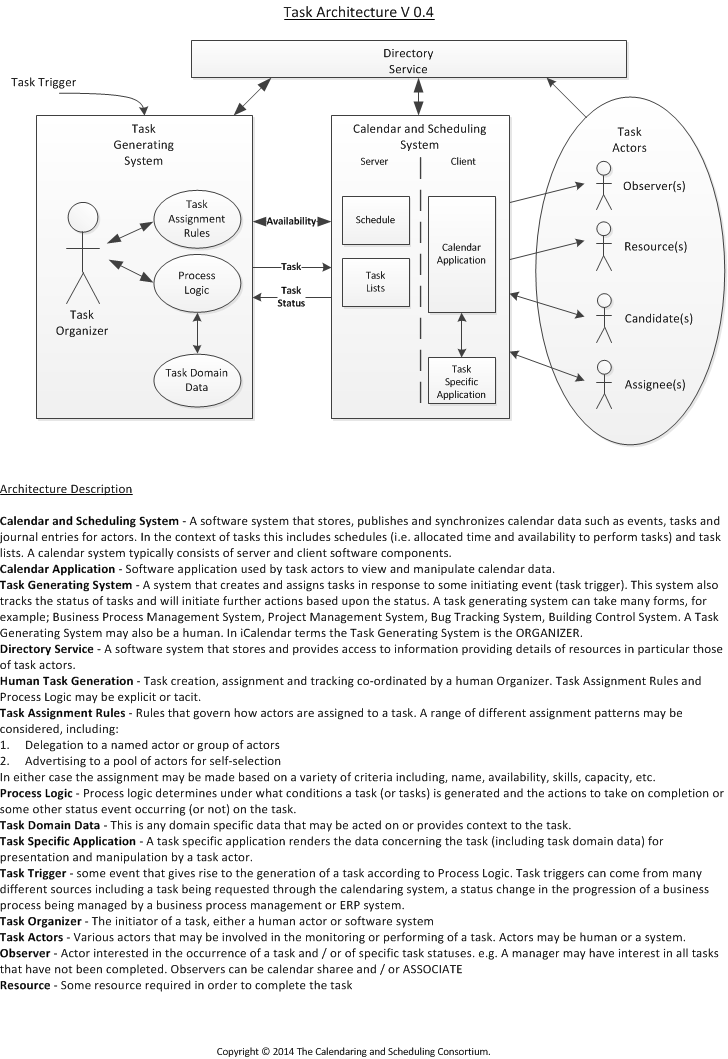 Task Architecture V 0.4
Directory
Service
Task Trigger
Task
Generating
System
Task
Assignment
Rules
Process
Logic
Task
Organizer
Task Domain
Data
Availability
Task
Task
Status
Calendar and Scheduling
System
Server
Client
Schedule
Task
Lists
Calendar
Application
Task
Specific
Application
Task
Actors
Observer(s)
Resource(s)
Candidate(s)
Assignee(s)
Architecture Description
Calendar and Scheduling System - A software system that stores, publishes and synchronizes calendar data such as events, tasks and
journal entries for actors. In the context of tasks this includes schedules (i.e. allocated time and availability to perform tasks) and task
lists. A calendar system typically consists of server and client software components.
Calendar Application - Software application used by task actors to view and manipulate calendar data.
Task Generating System - A system that creates and assigns tasks in response to some initiating event (task trigger). This system also
tracks the status of tasks and will initiate further actions based upon the status. A task generating system can take many forms, for
example; Business Process Management System, Project Management System, Bug Tracking System, Building Control System. A Task
Generating System may also be a human. In iCalendar terms the Task Generating System is the ORGANIZER.
Directory Service - A software system that stores and provides access to information providing details of resources in particular those
of task actors.
Human Task Generation - Task creation, assignment and tracking co-ordinated by a human Organizer. Task Assignment Rules and
Process Logic may be explicit or tacit.
Task Assignment Rules - Rules that govern how actors are assigned to a task. A range of different assignment patterns may be
considered, including:
1. Delegation to a named actor or group of actors
2. Advertising to a pool of actors for self-selection
In either case the assignment may be made based on a variety of criteria including, name, availability, skills, capacity, etc.
Process Logic - Process logic determines under what conditions a task (or tasks) is generated and the actions to take on completion or
some other status event occurring (or not) on the task.
Task Domain Data - This is any domain specific data that may be acted on or provides context to the task.
Task Specific Application - A task specific application renders the data concerning the task (including task domain data) for
presentation and manipulation by a task actor.
Task Trigger - some event that gives rise to the generation of a task according to Process Logic. Task triggers can come from many
different sources including a task being requested through the calendaring system, a status change in the progression of a business
process being managed by a business process management or ERP system.
Task Organizer - The initiator of a task, either a human actor or software system
Task Actors - Various actors that may be involved in the monitoring or performing of a task. Actors may be human or a system.
Observer - Actor interested in the occurrence of a task and / or of specific task statuses. e.g. A manager may have interest in all tasks
that have not been completed. Observers can be calendar sharee and / or ASSOCIATE
Resource - Some resource required in order to complete the task
Copyright © 2014 The Calendaring and Scheduling Consortium.